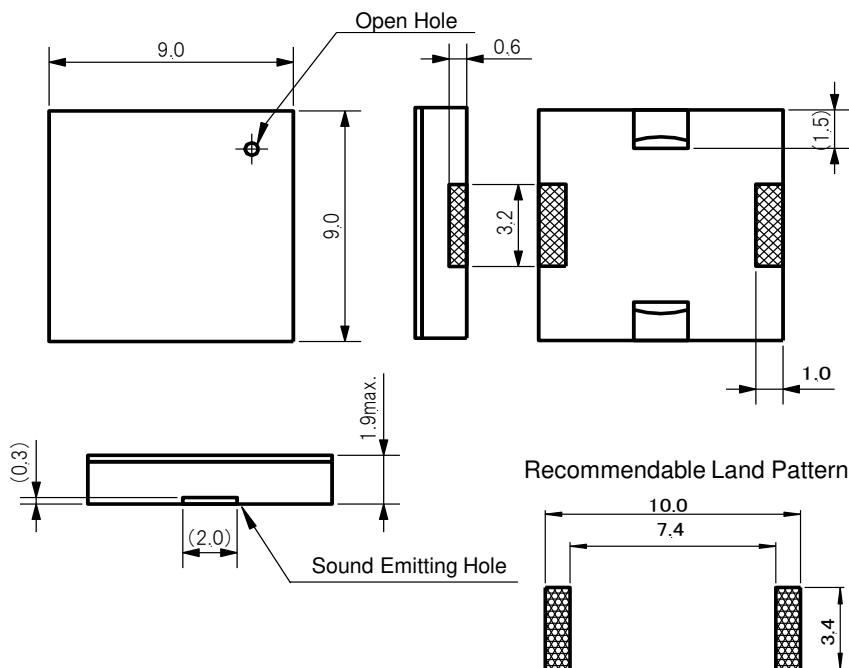 Open Hole
9.0
0.6
(1.5)
9.0
3.2
1.0
1.9max.
(0.3)
(2.0)
Sound Emitting Hole
Recommendable Land Pattern
10.0
7.4
3.4